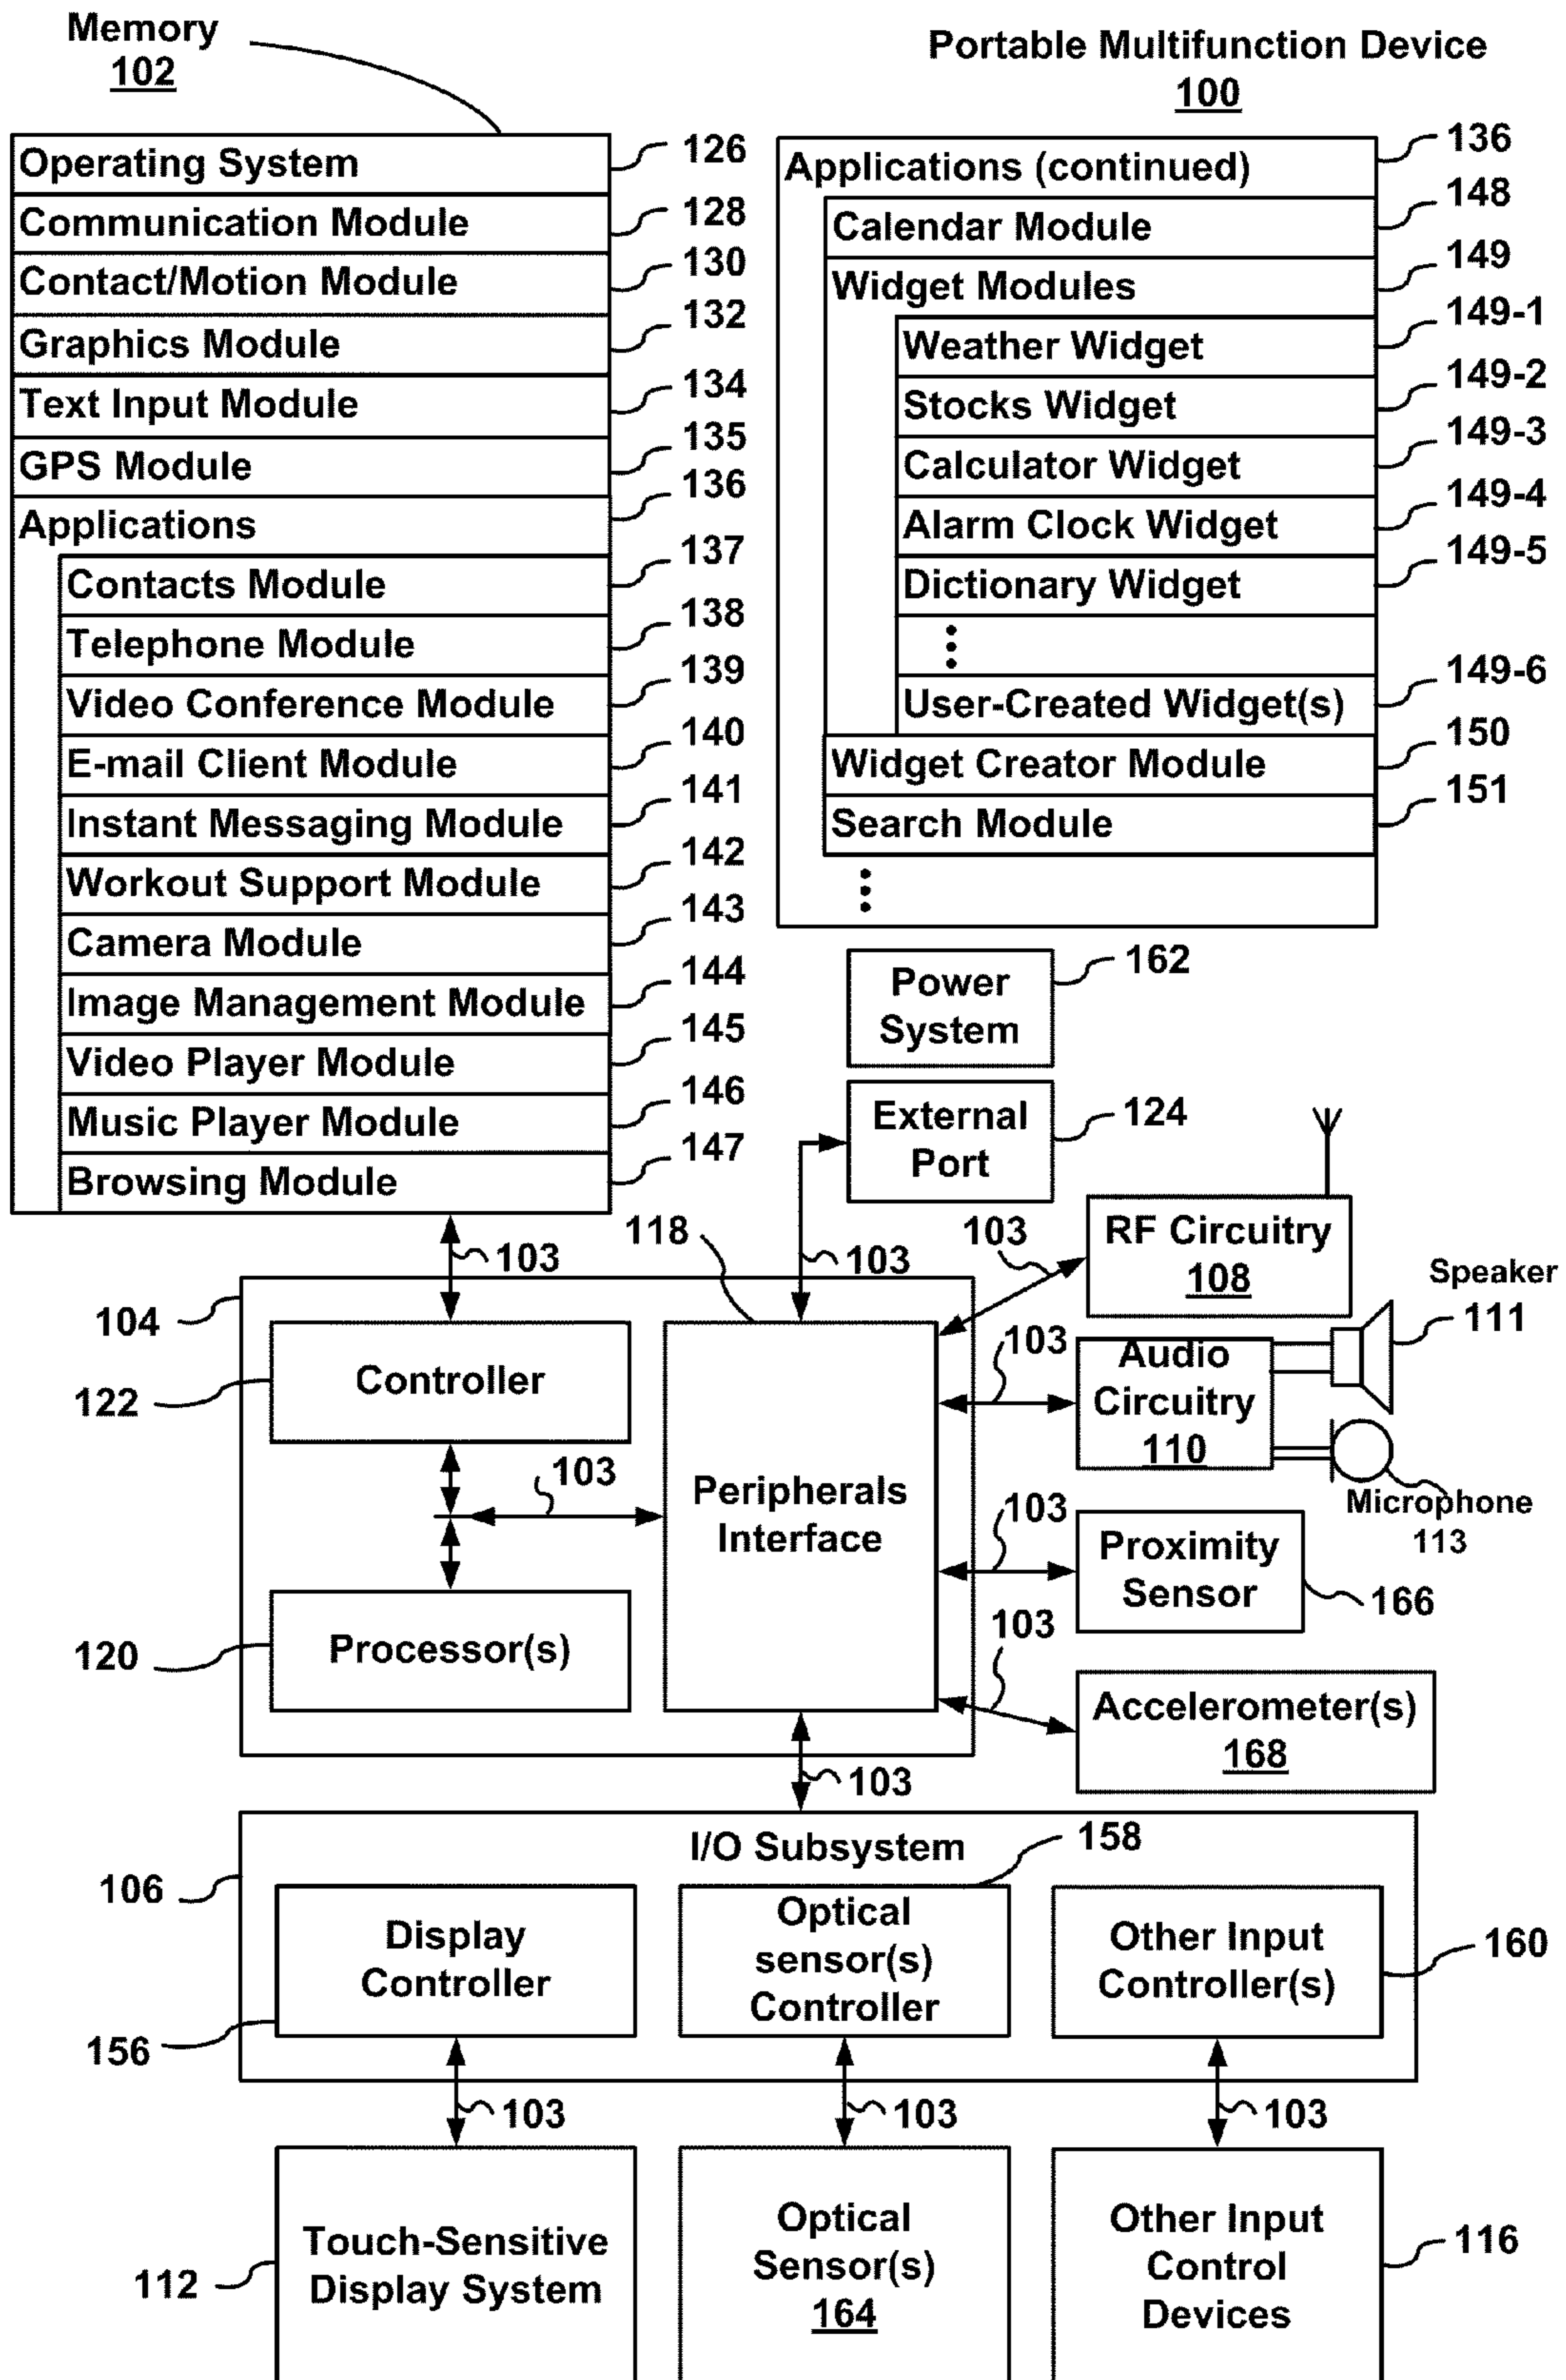 Memory
102
Portable Multifunction Device
100
Operating System
126
Communication Module
128
Contact/Motion Module
130
Graphics Module
132
Text Input Module
134
GPS Module
135
Applications
136
Contacts Module
137
Telephone Module
138
Video Conference Module
139
E-mail Client Module
140
Instant Messaging Module
141
Workout Support Module
142
Camera Module
143
Image Management Module
144
Video Player Module
145
Music Player Module
146
Browsing Module
147
Applications (continued)
136
Calendar Module
148
Widget Modules
149
Weather Widget
149-1
Stocks Widget
149-2
Calculator Widget
149-3
Alarm Clock Widget
149-4
Dictionary Widget
149-5
User-Created Widget(s)
149-6
Widget Creator Module
150
Search Module
151
Power
System
162
External
Port
124
103
118
103
103
RF Circuitry
108
Speaker
111
104
Controller
122
103
Audio
Circuitry
110
103
Peripherals
Interface
Microphone
113
103
Proximity
Sensor
166
Processor(s)
120
103
Accelerometer(s)
168
103
I/O Subsystem
158
106
Display
Controller
156
Optical
sensor(s)
Controller
Other Input
Controller(s)
160
103
103
103
Touch-Sensitive
Display System
112
Optical
Sensor(s)
164
Other Input
Control
Devices
116